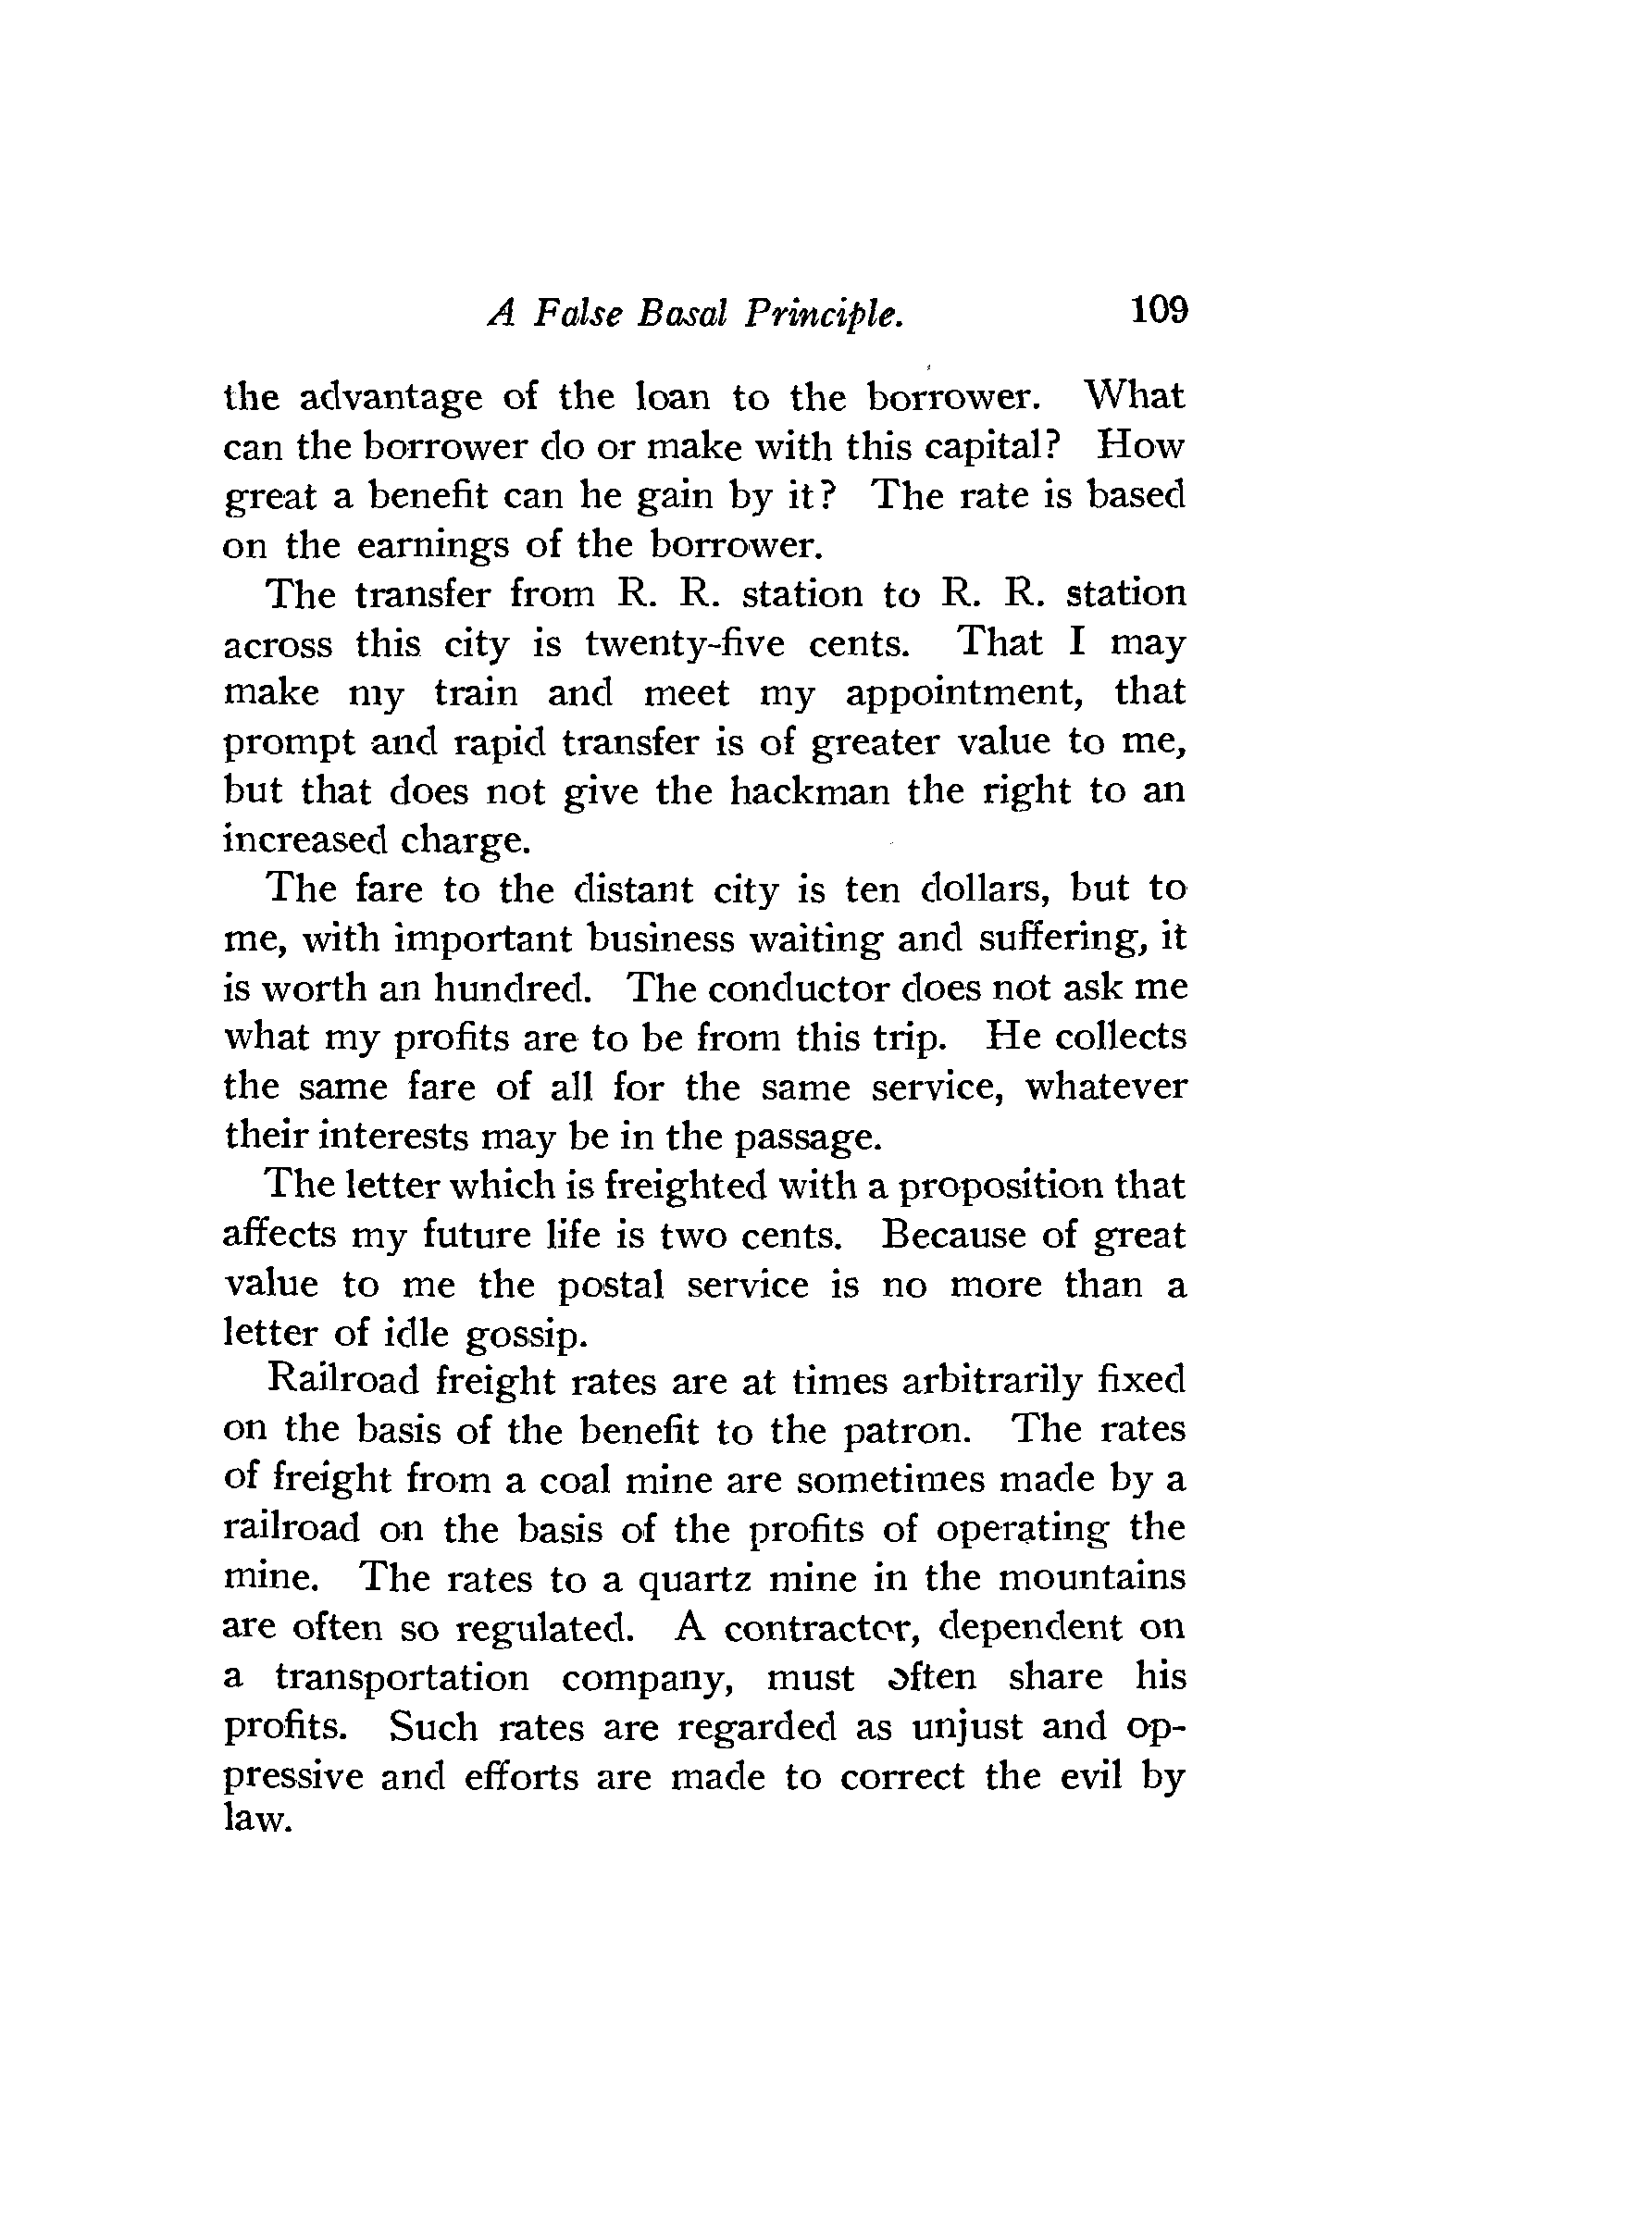 A False Basal Principle. 109
the advantage of the loan to the borrower. What
can the borrower do or make with this capital? How
great a benefit can he gain by it? The rate is based
on the earnings of the borrower.
The transfer from R. R. station to R. R. station
across this city is twenty-five cents. That I may
make my train and meet my appointment, that
prompt and rapid transfer is of greater value to me,
but that does not give the hackman the right to an
increased charge.
The fare to the distant city is ten dollars, but to
me, with important business waiting and suffering, it
is worth an hundred. The conductor does not ask me
what my profits are to be from this trip. He collects
the same fare of all for the same service, whatever
their interests may be in the passage.
The letter which is freighted with a proposition that
affects my future life is two cents. Because of great
value to me the postal service is no more than a
letter of idle gossip.
Railroad freight rates are at times arbitrarily fixed
on the basis of the benefit to the patron. The rates
of freight from a coal mine are sometimes made by a
railroad on the basis of the profits of operating the
mine. The rates to a quartz mine in the mountains
are often so regulated. A contractor, dependent on
a transportation company, must often share his
profits. Such rates are regarded as unjust and op-
pressive and efforts are made to correct the evil by
law.